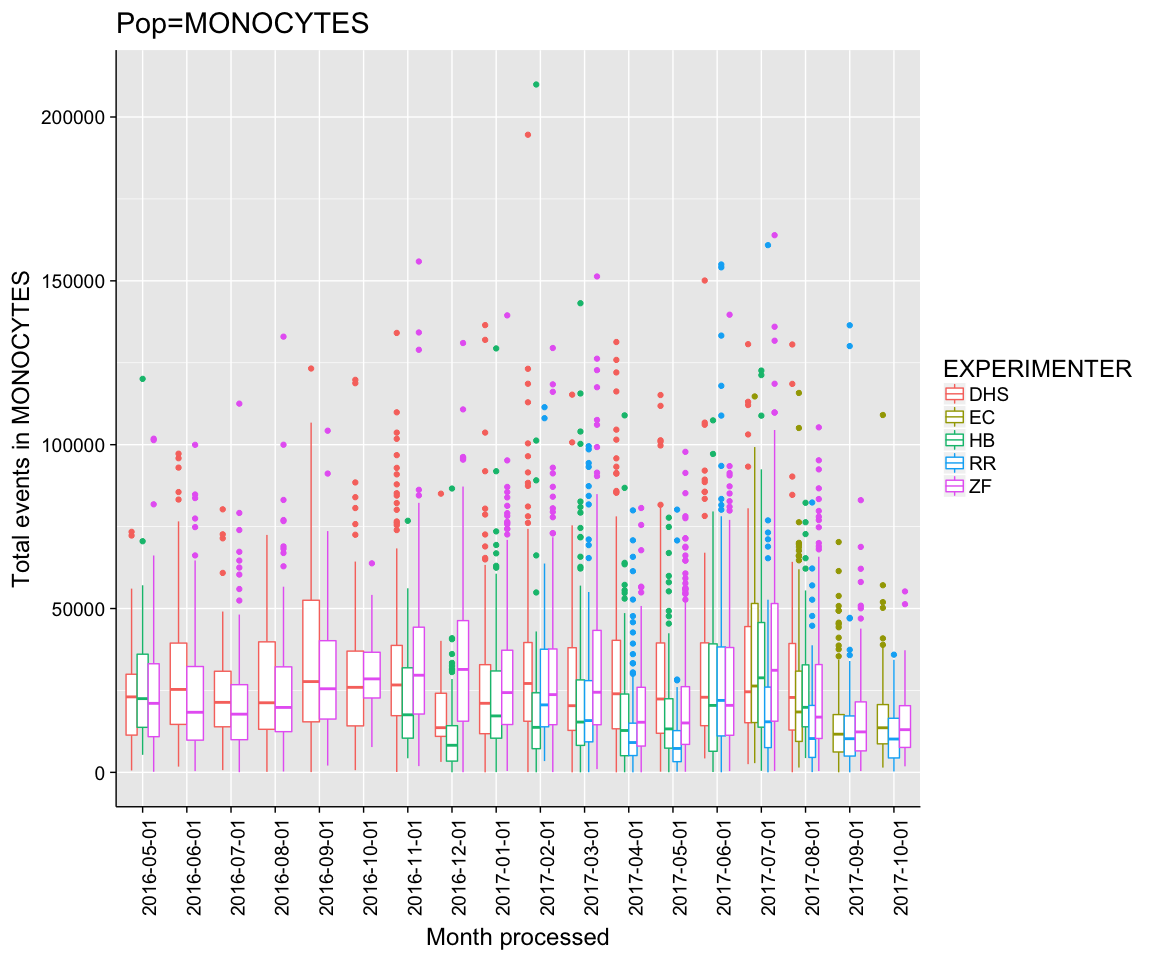 Pop=MONOCYTES
Total events in MONOCYTES
200000
150000
100000
50000
0
2016-05-01
2016-06-01
2016-07-01
2016-08-01
2016-09-01
2016-10-01
2016-11-01
2016-12-01
2017-01-01
2017-02-01
2017-03-01
2017-04-01
2017-05-01
2017-06-01
2017-07-01
2017-08-01
2017-09-01
2017-10-01
Month processed
EXPERIMENTER
DHS
EC
HB
RR
ZF